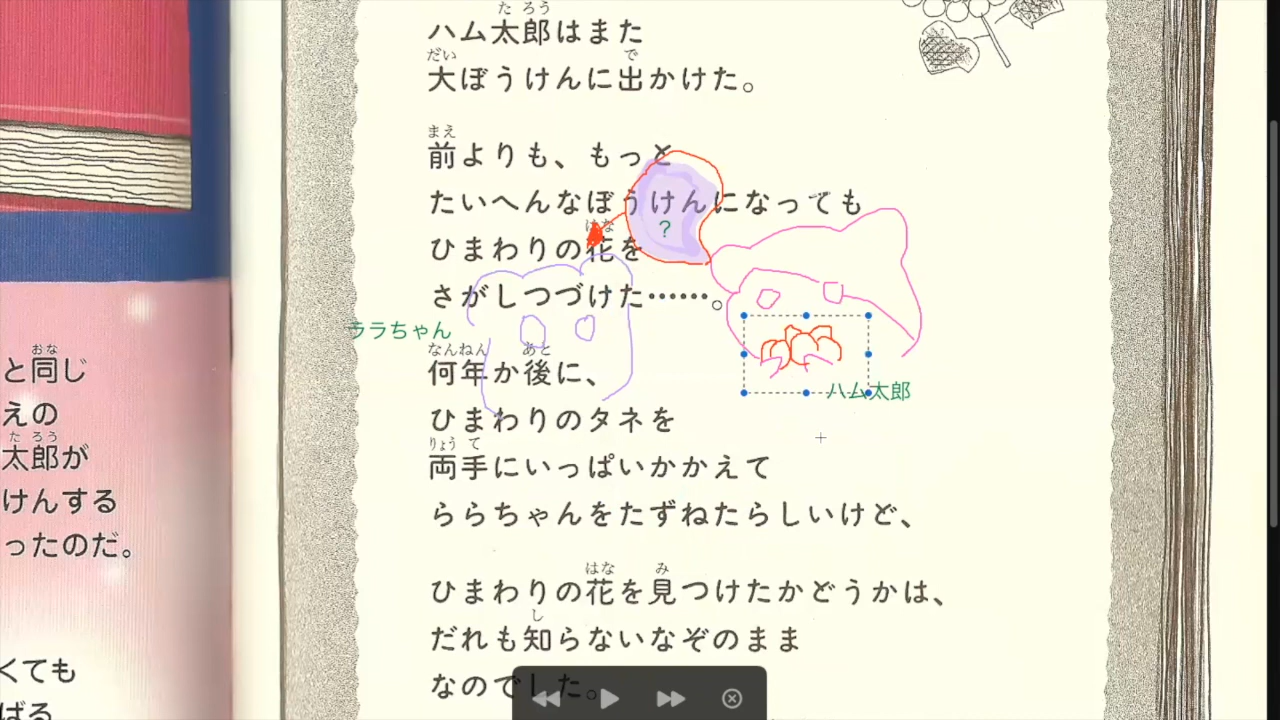 ハム太郎はまた
大ぼうけんに出かけた。
前よりも、もっと
たいへんなぼうけんになっても
ひまわりの花を
さがしつづけた……。
何年か後に、
ひまわりのタネを
両手にいっぱいかかえて
ららちゃんをたずねたらしいけど、
ひまわりの花を見つけたかどうかは、
だれも知らないなぞのまま
なのでした。
?
ララちゃん
ハム太郎
と同じ
えの
太郎が
けんする
ったのだ。
くても
ばる